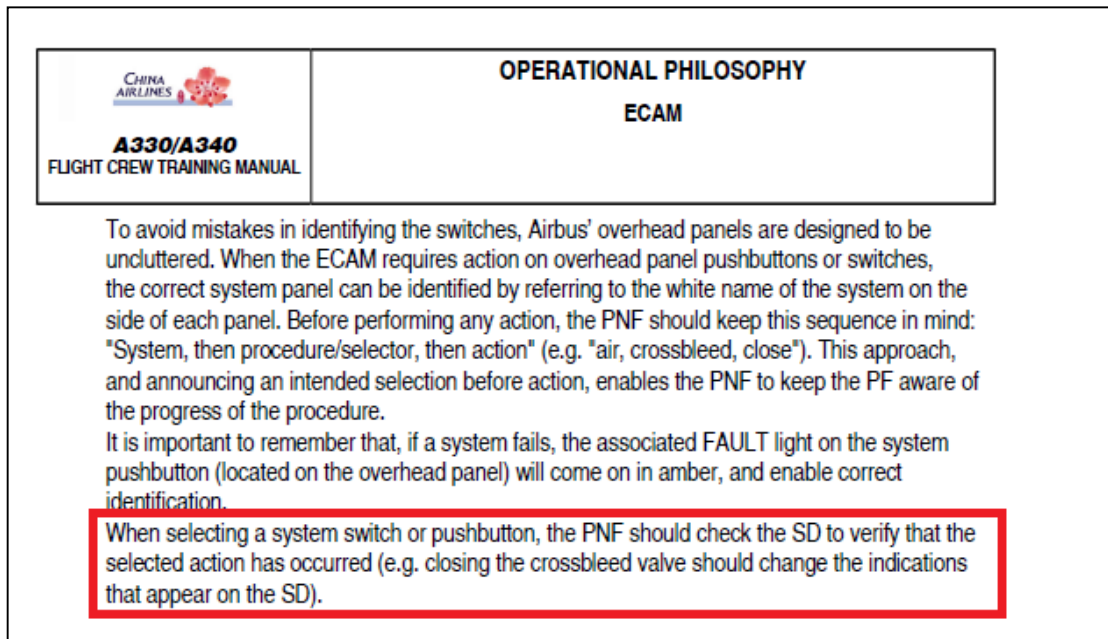 CHINA
AIRLINES
A330/A340
FLIGHT CREW TRAINING MANUAL
OPERATIONAL PHILOSOPHY
ECAM
To avoid mistakes in identifying the switches, Airbus' overhead panels are designed to be
uncluttered. When the ECAM requires action on overhead panel pushbuttons or switches,
the correct system panel can be identified by referring to the white name of the system on the
side of each panel. Before performing any action, the PNF should keep this sequence in mind:
"System, then procedure/selector, then action" (e.g. "air, crossbleed, close"). This approach,
and announcing an intended selection before action, enables the PNF to keep the PF aware of
the progress of the procedure.
It is important to remember that, if a system fails, the associated FAULT light on the system
pushbutton (located on the overhead panel) will come on in amber, and enable correct
identification.
When selecting a system switch or pushbutton, the PNF should check the SD to verify that the
selected action has occurred (e.g. closing the crossbleed valve should change the indications
that appear on the SD).